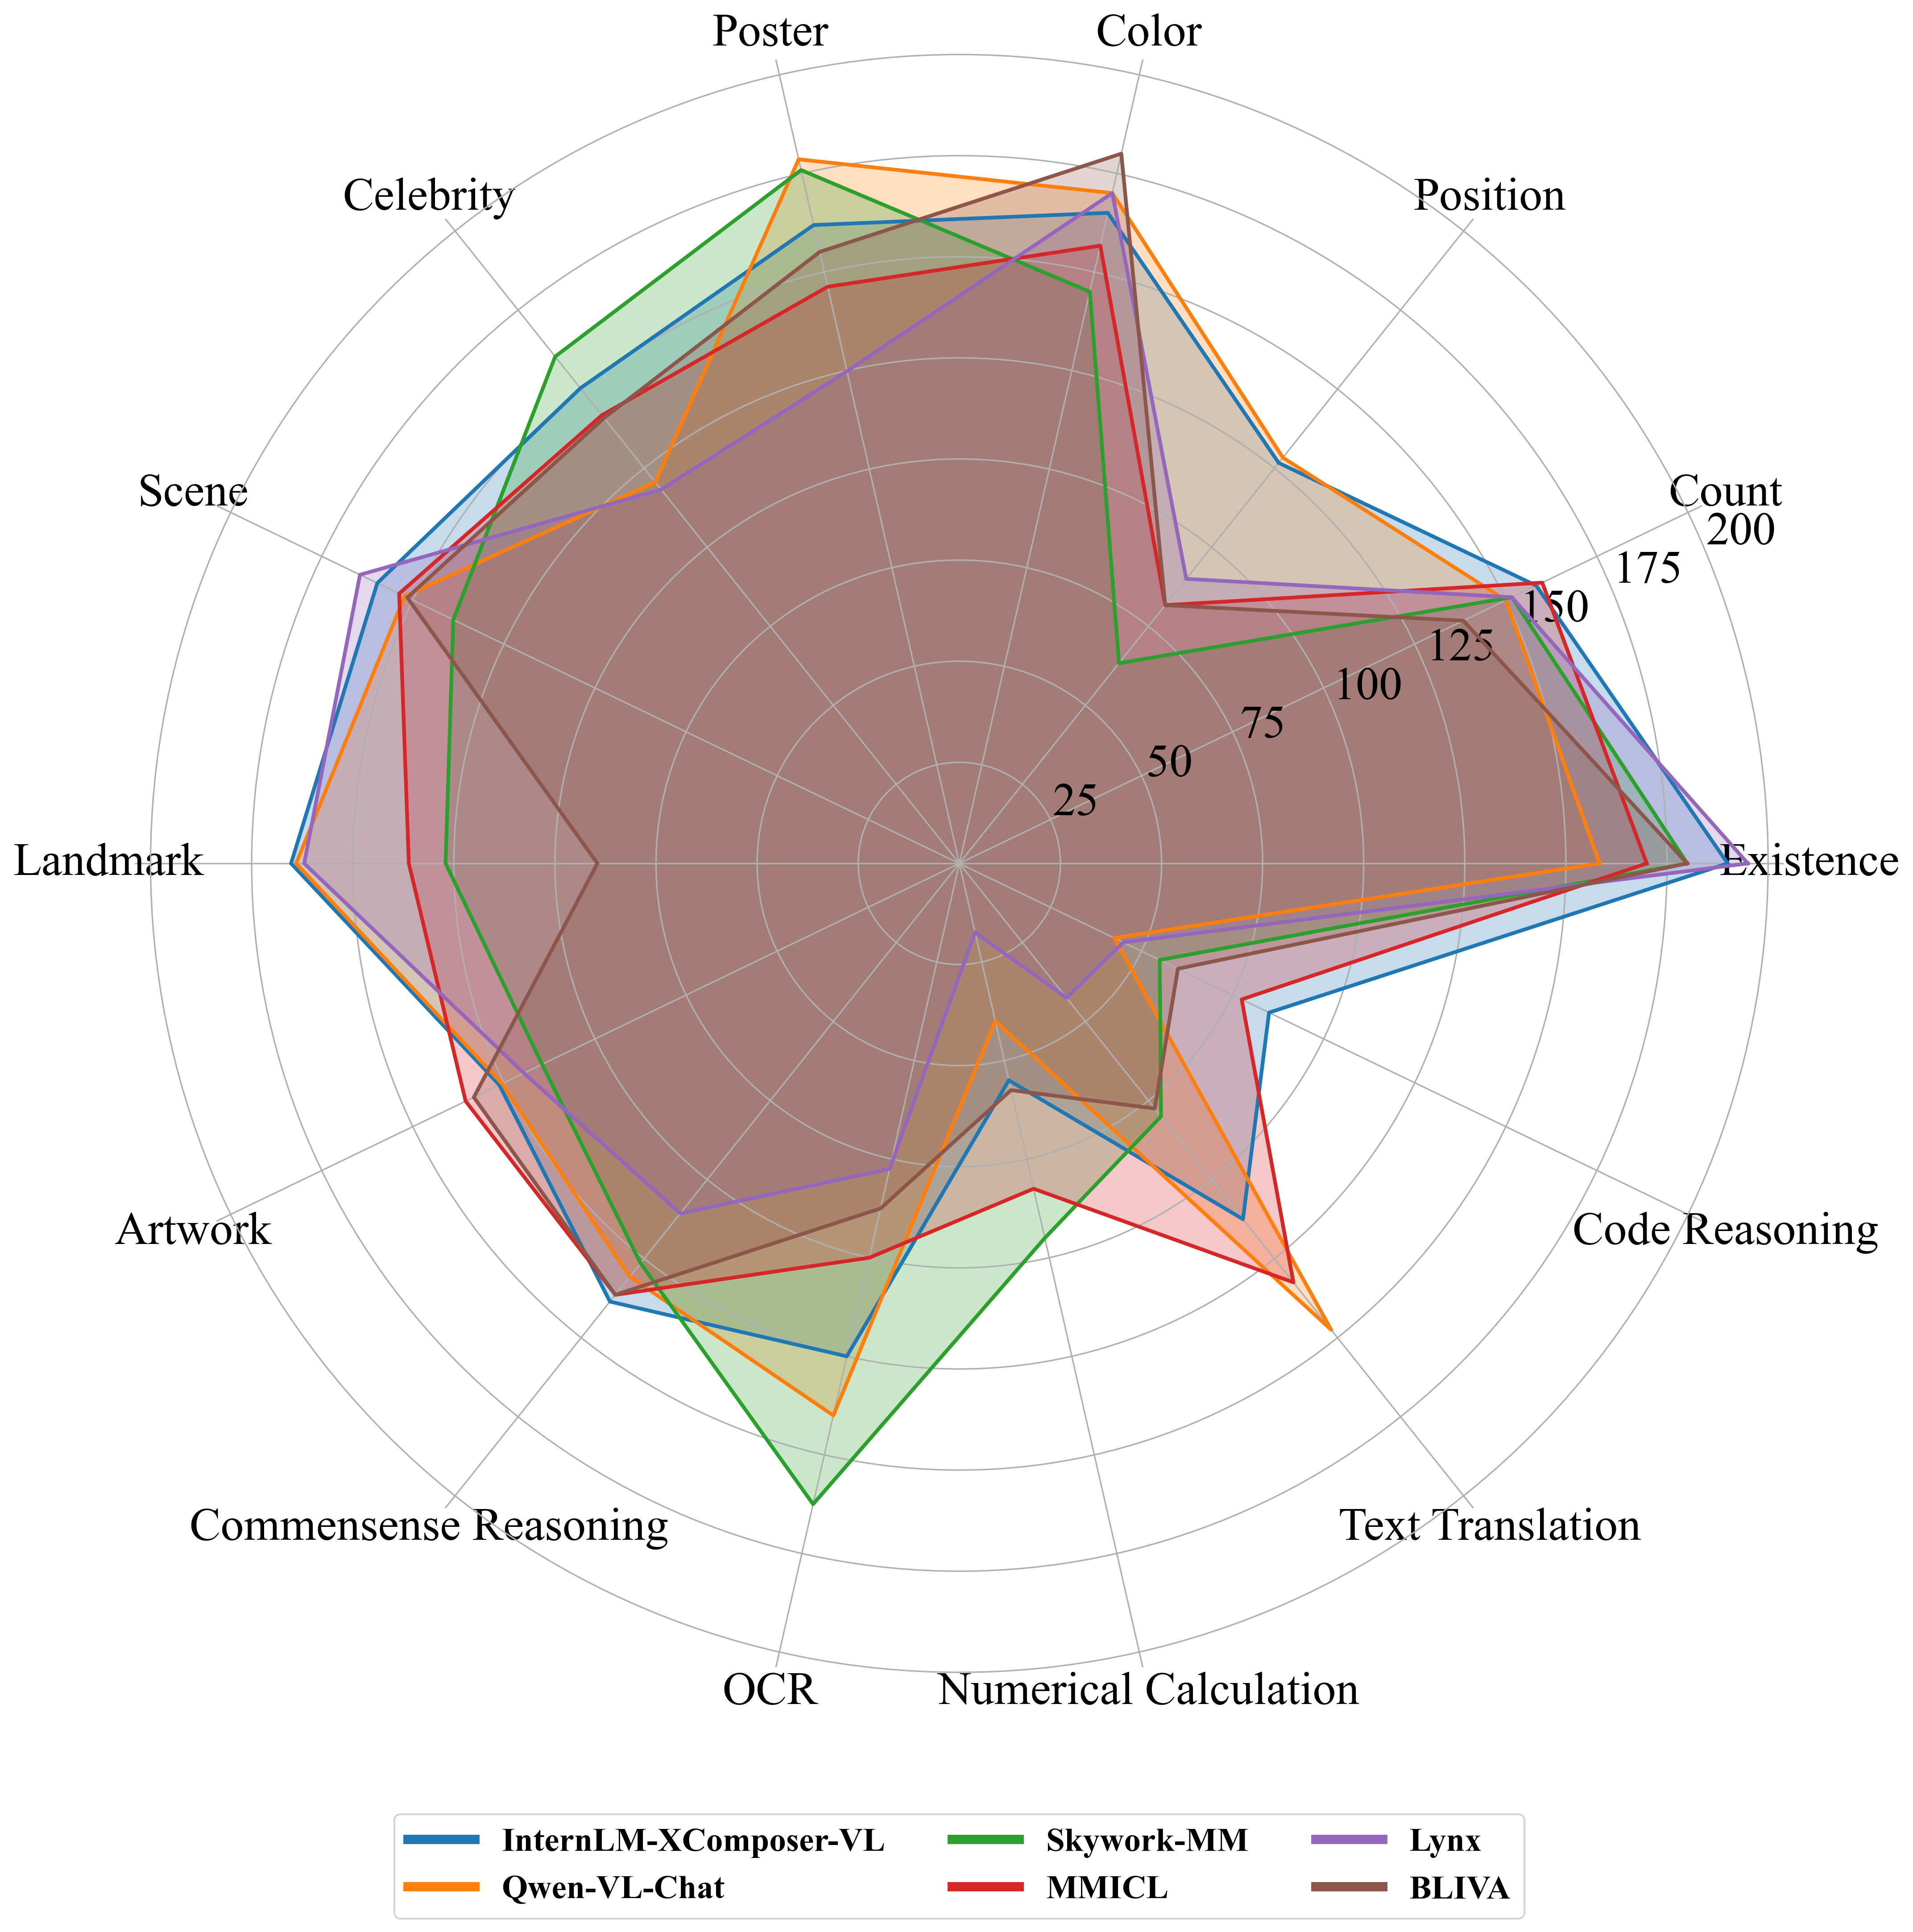 Poster
Color
Celebrity
Position
Scene
Count
200
175
150
125
100
75
50
25
Landmark
Existence
Artwork
Code Reasoning
Commensense Reasoning
Text Translation
OCR
Numerical Calculation
InternLM-XComposer-VL
Skywork-MM
Lynx
Qwen-VL-Chat
MMICL
BLIVA